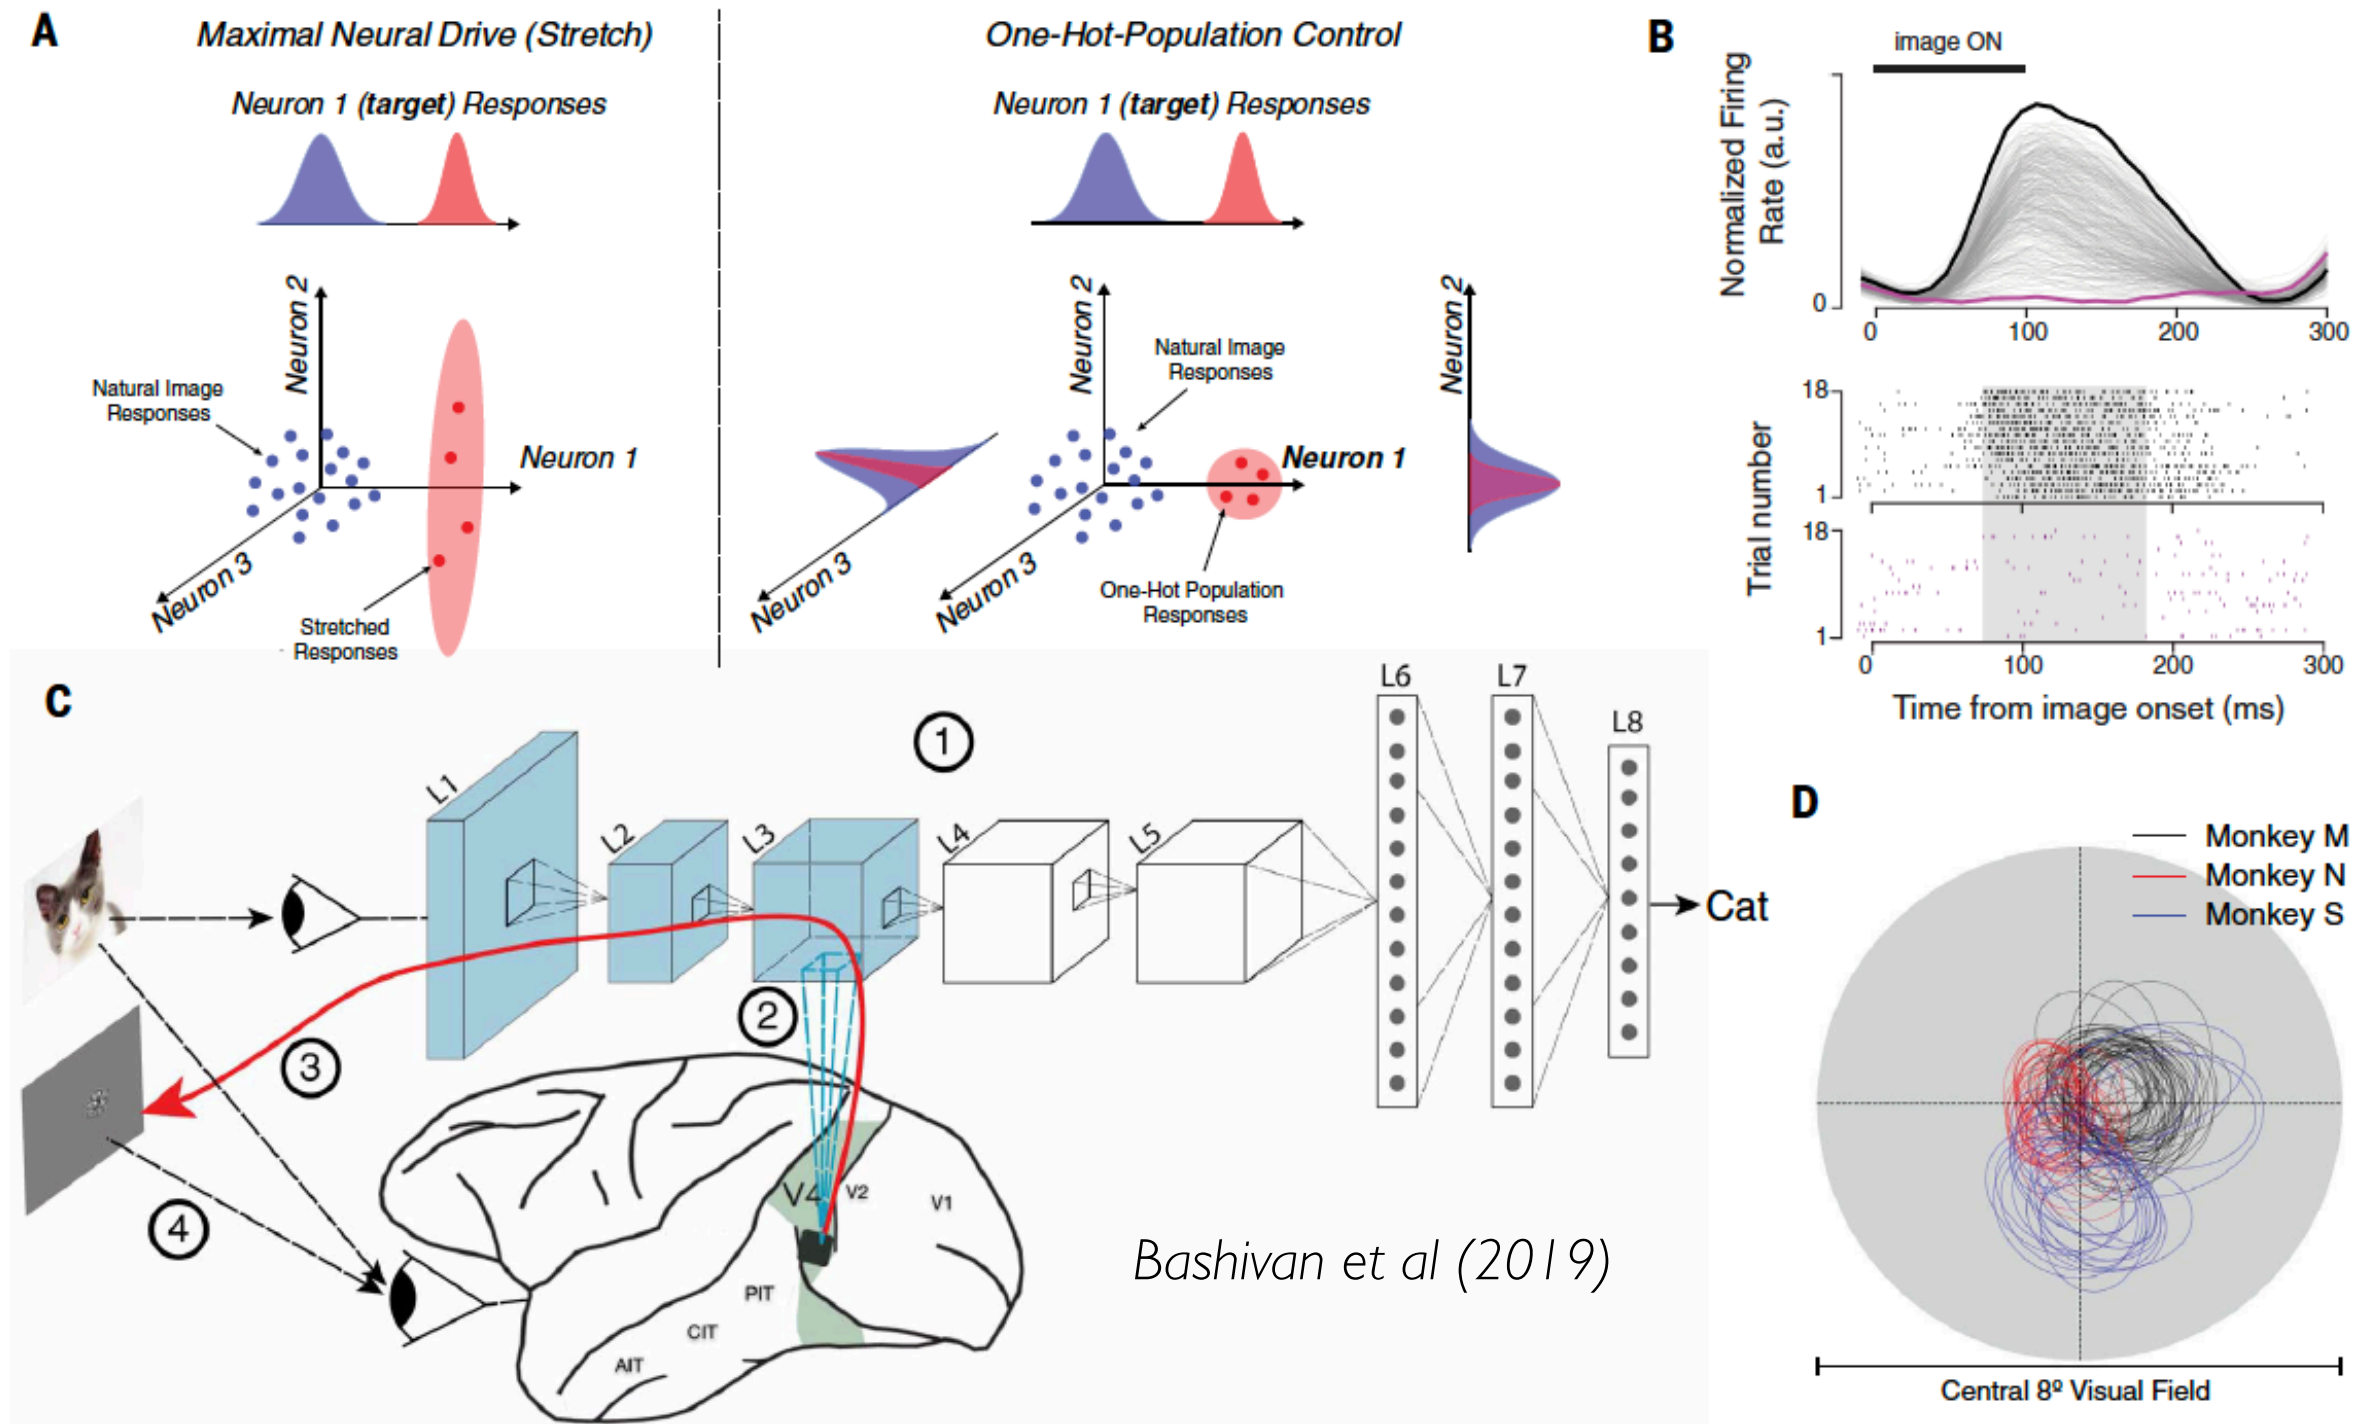 A
Maximal Neural Drive (Stretch)
Neuron 1 (target) Responses
Neuron 2
Natural Image
Responses
Neuron 1
Neuron 3
Stretched
Responses
One-Hot-Population Control
Neuron 1 (target) Responses
Neuron 2
Natural Image
Responses
Neuron 1
Neuron 3
Neuron 3
One-Hot Population
Responses
Neuron 2
B
image ON
Normalized Firing
Rate (a.u.)
0
0 100 200 300
Trial number
18
1
18
1
0 100 200 300
Time from image onset (ms)
C
1
L1
L2
L3
L4
L5
L6
L7
L8
Cat
2
3
4
V4
V2
V1
PIT
CIT
AIT
Bashivan et al (2019)
D
Monkey M
Monkey N
Monkey S
Central 8º Visual Field